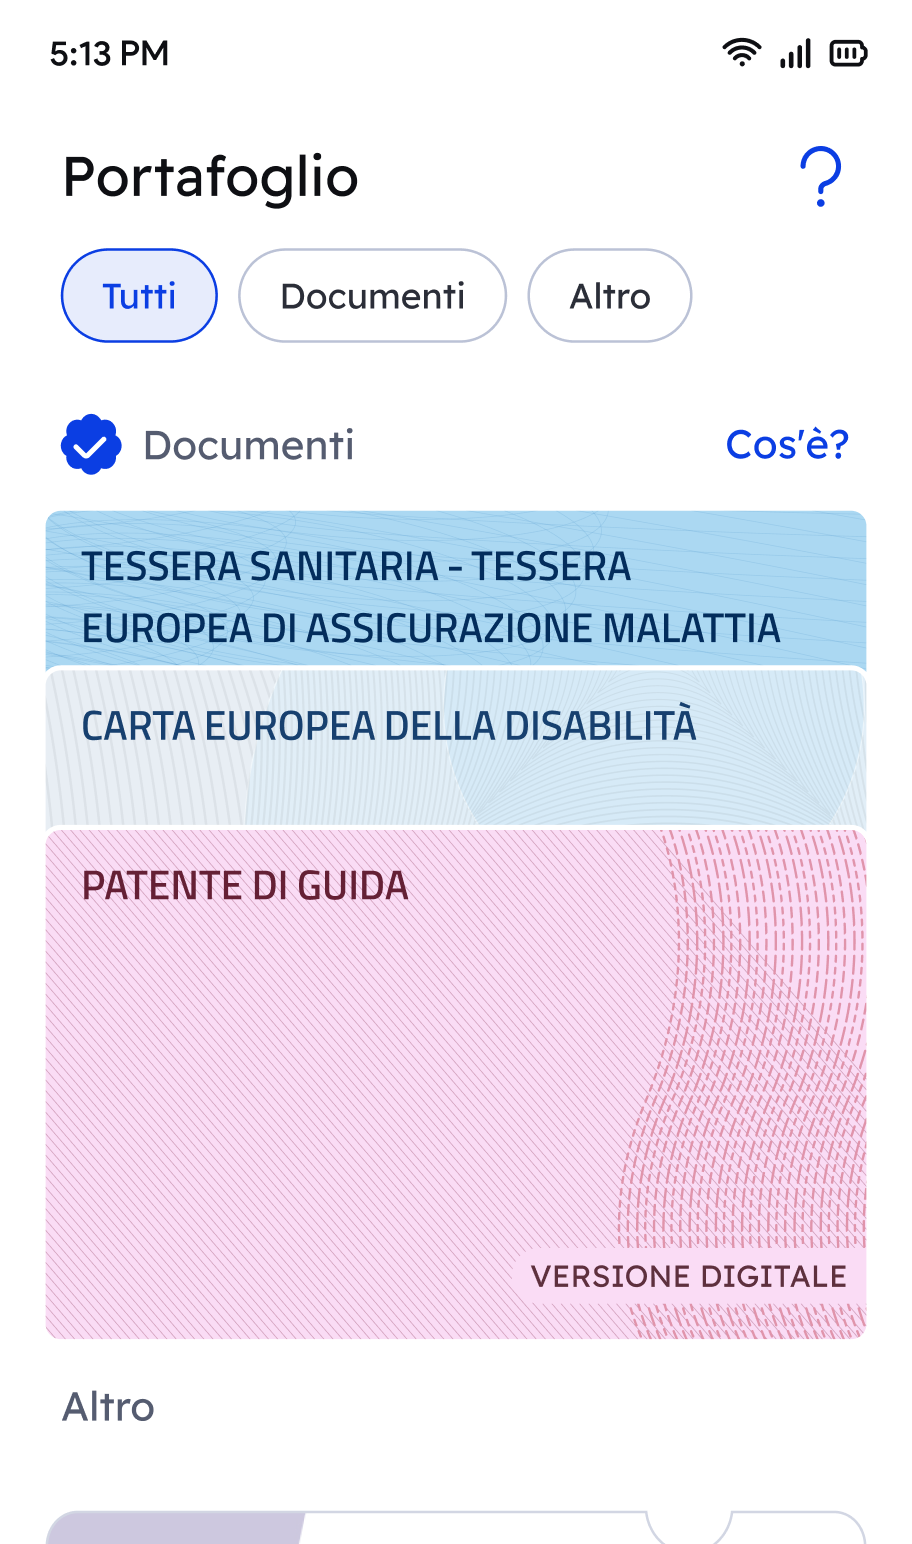 5:13 PM
Portafoglio
Tutti
Documenti
Altro
Documenti
Cos'è?
TESSERA SANITARIA - TESSERA
EUROPEA DI ASSICURAZIONE MALATTIA
CARTA EUROPEA DELLA DISABILITÀ
PATENTE DI GUIDA
VERSIONE DIGITALE
Altro